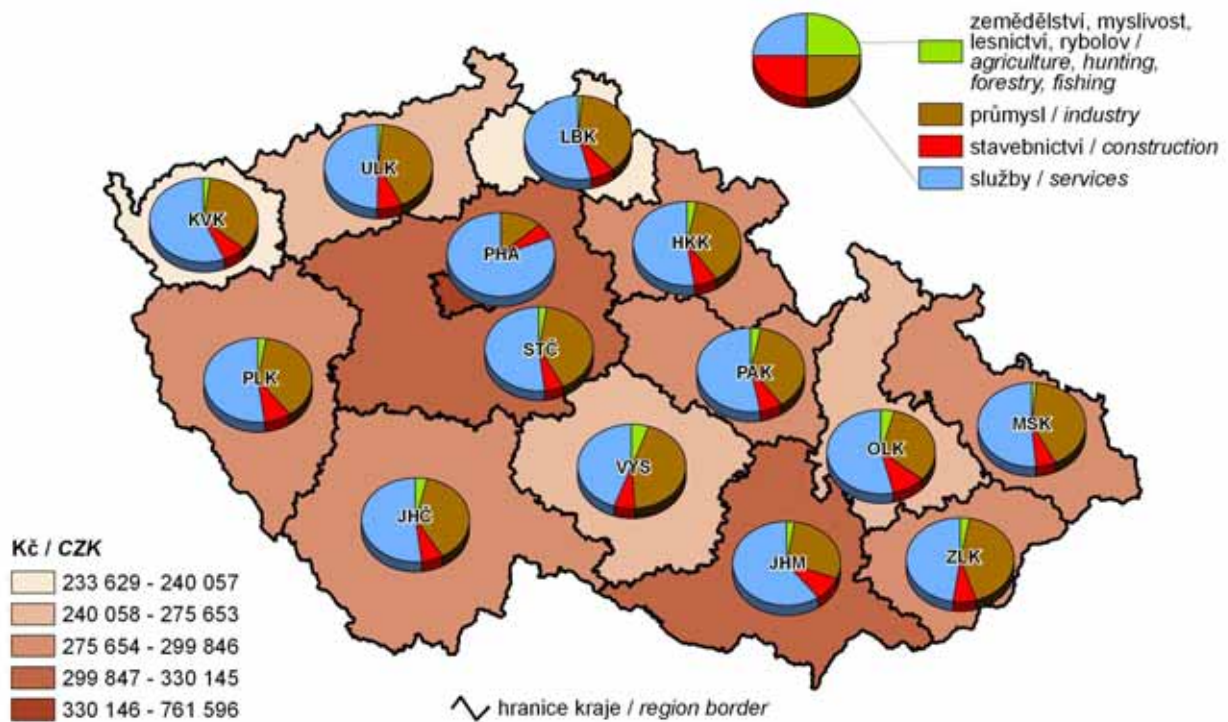 zemědělství, myslivost,
lesnictví, rybolov /
agriculture, hunting,
forestry, fishing
průmysl / industry
stavebnictví / construction
služby / services
LBK
ULK
KVK
HKK
PHA
STČ
PAK
PLK
MSK
OLK
VYS
JHČ
ZLK
JHM
Kč / CZK
233 629 - 240 057
240 058 - 275 653
275 654 - 299 846
299 847 - 330 145
330 146 - 761 596
hranice kraje / region border